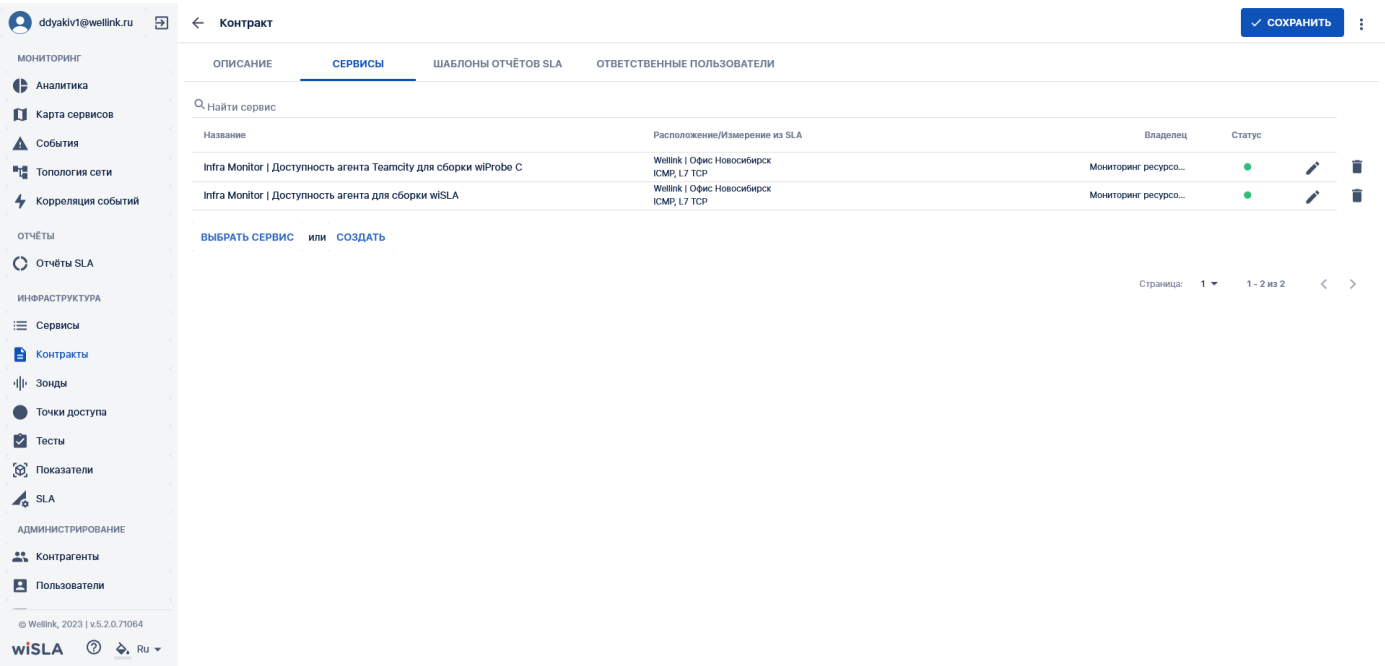 ddyakiv1@wellink.ru
МОНИТОРИНГ
Аналитика
Карта сервисов
События
Топология сети
Корреляция событий
ОТЧЁТЫ
Отчёты SLA
ИНФРАСТРУКТУРА
Сервисы
Контракты
Зонды
Точки доступа
Тесты
Показатели
SLA
АДМИНИСТРИРОВАНИЕ
Контрагенты
Пользователи
© Wellink, 2023 | v.5.2.0.71064
wiSLA Ru
Контракт
СОХРАНИТЬ
ОПИСАНИЕ СЕРВИСЫ ШАБЛОНЫ ОТЧЁТОВ SLA ОТВЕТСТВЕННЫЕ ПОЛЬЗОВАТЕЛИ
Найти сервис
Название Расположение/Измерение из SLA Владелец Статус
Infra Monitor | Доступность агента Teamcity для сборки wiProbe C
Wellink | Офис Новосибирск
ICMP, L7 TCP
Мониторинг ресурсо...
Infra Monitor | Доступность агента для сборки wiSLA
Wellink | Офис Новосибирск
ICMP, L7 TCP
Мониторинг ресурсо...
ВЫБРАТЬ СЕРВИС или СОЗДАТЬ
Страница: 1 1 - 2 из 2